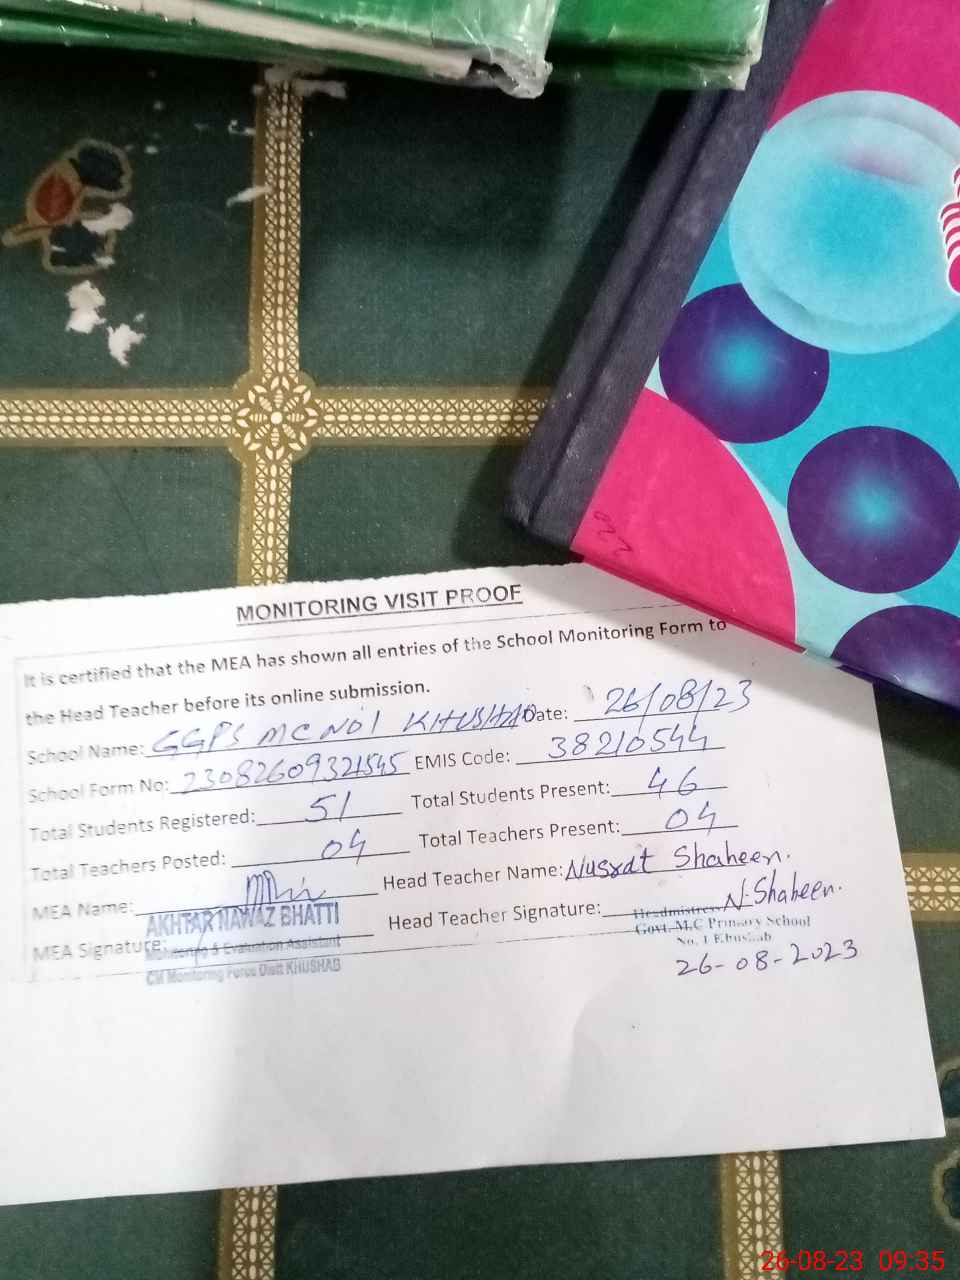 MONITORING VISIT PROOF
It is certified that the MEA has shown all entries of the School Monitoring Form to
the Head Teacher before its online submission.
School Name: GGPS MC NO1 KHUSHAB Date: 26/08/23
School Form No: 23082609321545 EMIS Code: 38210544
Total Students Registered: 51 Total Students Present: 46
Total Teachers Posted: 04 Total Teachers Present: 04
MEA Name: Head Teacher Name: Nusrat Shaheen.
AKHTAR NAWAZ BHATTI
MEA Signature: Head Teacher Signature: N.Shaheen.
Monitoring & Evaluation Assistant
CM Monitoring Force Distt KHUSHAB
Headmistress
Govt. M.C Primary School
No. 1 Khushab
26-08-2023
26-08-23 09:35